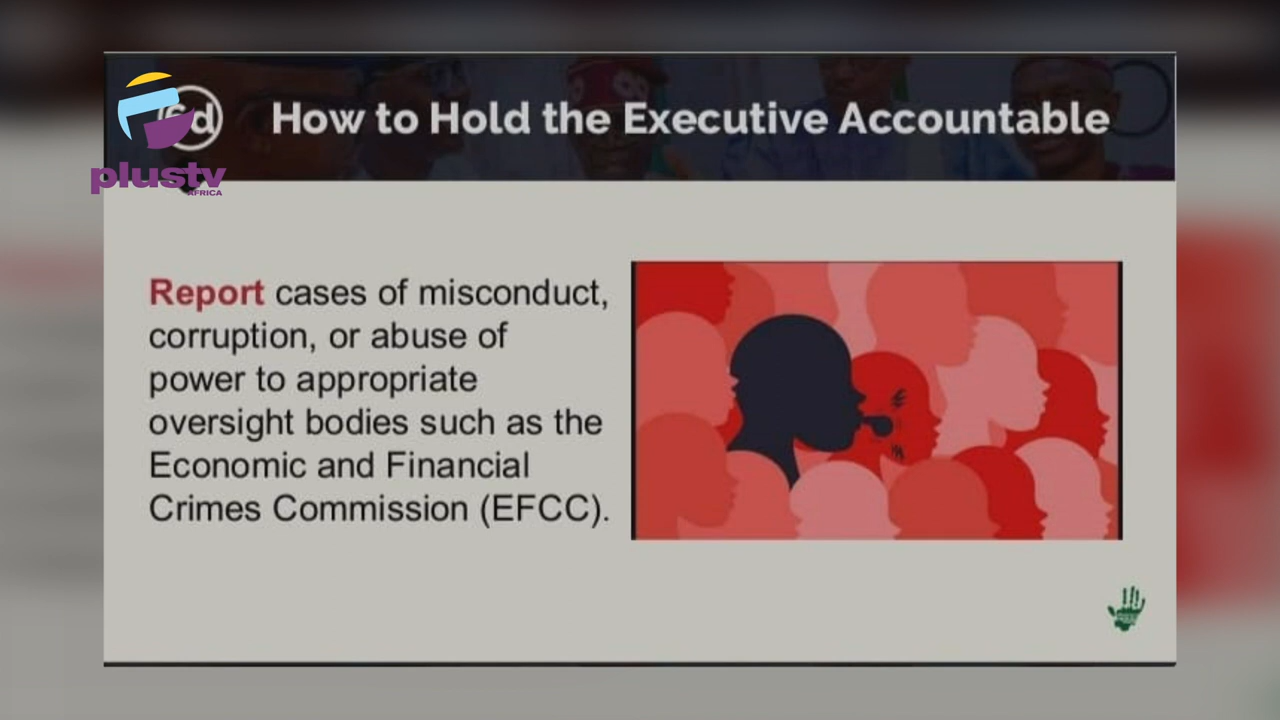 How to Hold the Executive Accountable
plustv
AFRICA
Report cases of misconduct,
corruption, or abuse of
power to appropriate
oversight bodies such as the
Economic and Financial
Crimes Commission (EFCC).